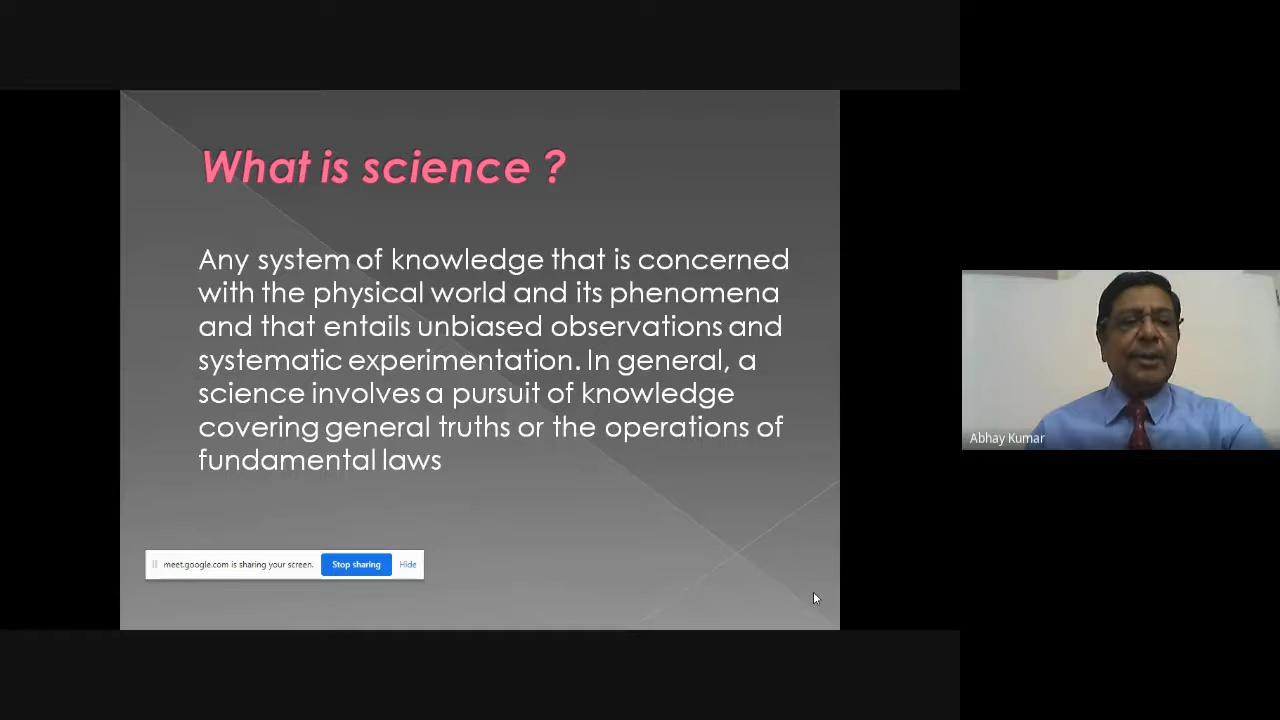 What is science ?
Any system of knowledge that is concerned
with the physical world and its phenomena
and that entails unbiased observations and
systematic experimentation. In general, a
science involves a pursuit of knowledge
covering general truths or the operations of
fundamental laws
meet.google.com is sharing your screen. Stop sharing Hide
Abhay Kumar